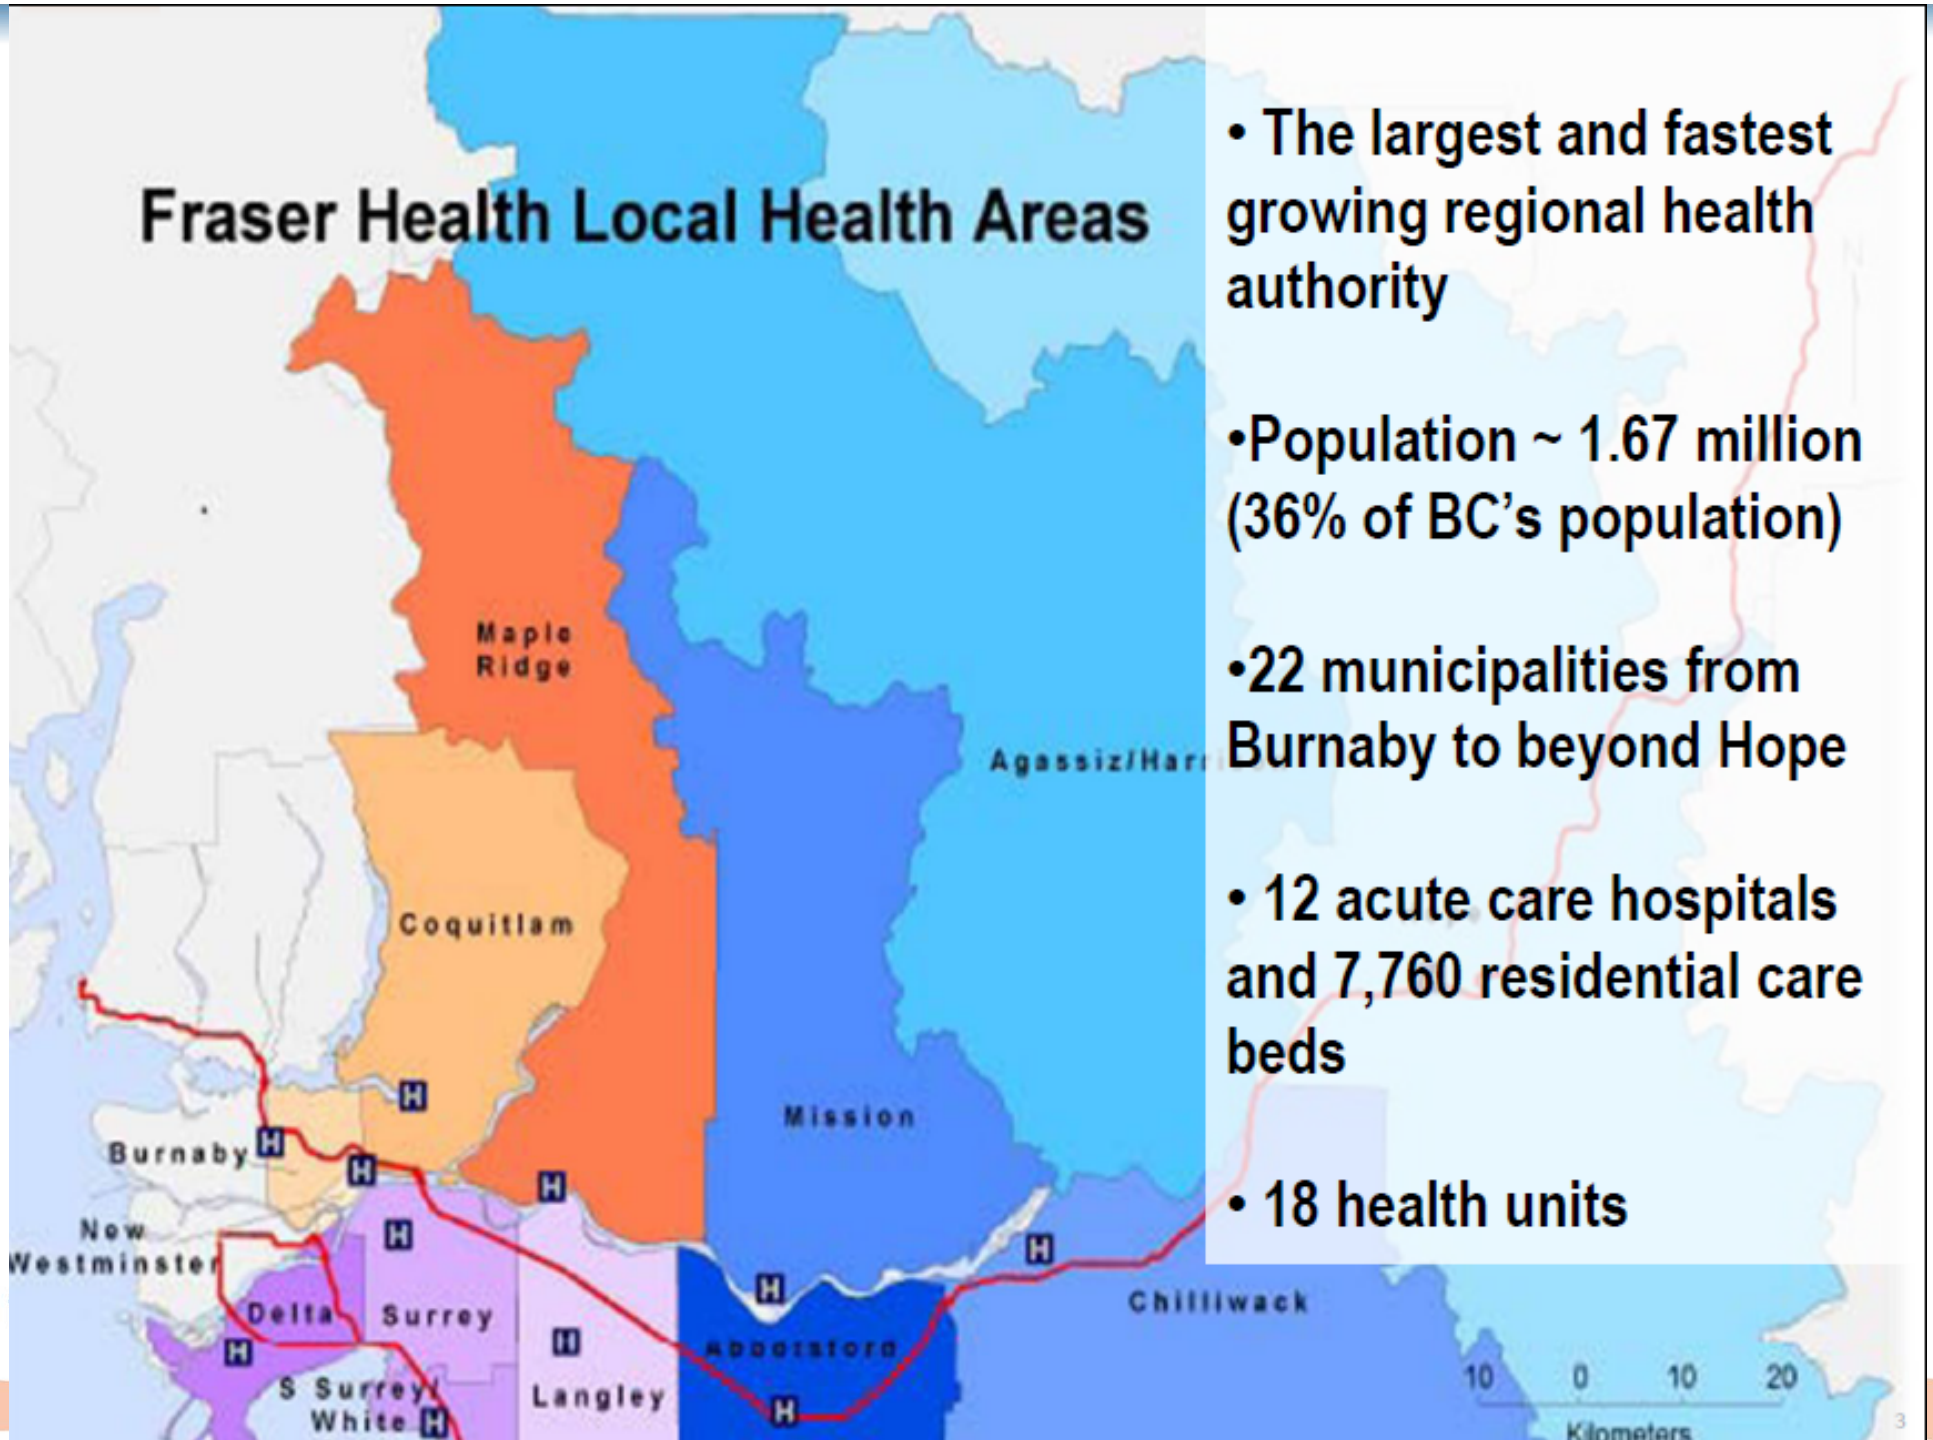 Fraser Health Local Health Areas
• The largest and fastest
growing regional health
authority
•Population ~ 1.67 million
(36% of BC's population)
•22 municipalities from
Burnaby to beyond Hope
• 12 acute care hospitals
and 7,760 residential care
beds
• 18 health units
Maple
Ridge
Agassiz/Harrison
Coquitlam
Mission
Burnaby
New
Westminster
Delta
Surrey
Abbotsford
Chilliwack
S Surrey/
White
Langley
H
H
H
H
H
H
H
H
H
H
H
H
10 0 10 20
Kilometers
3